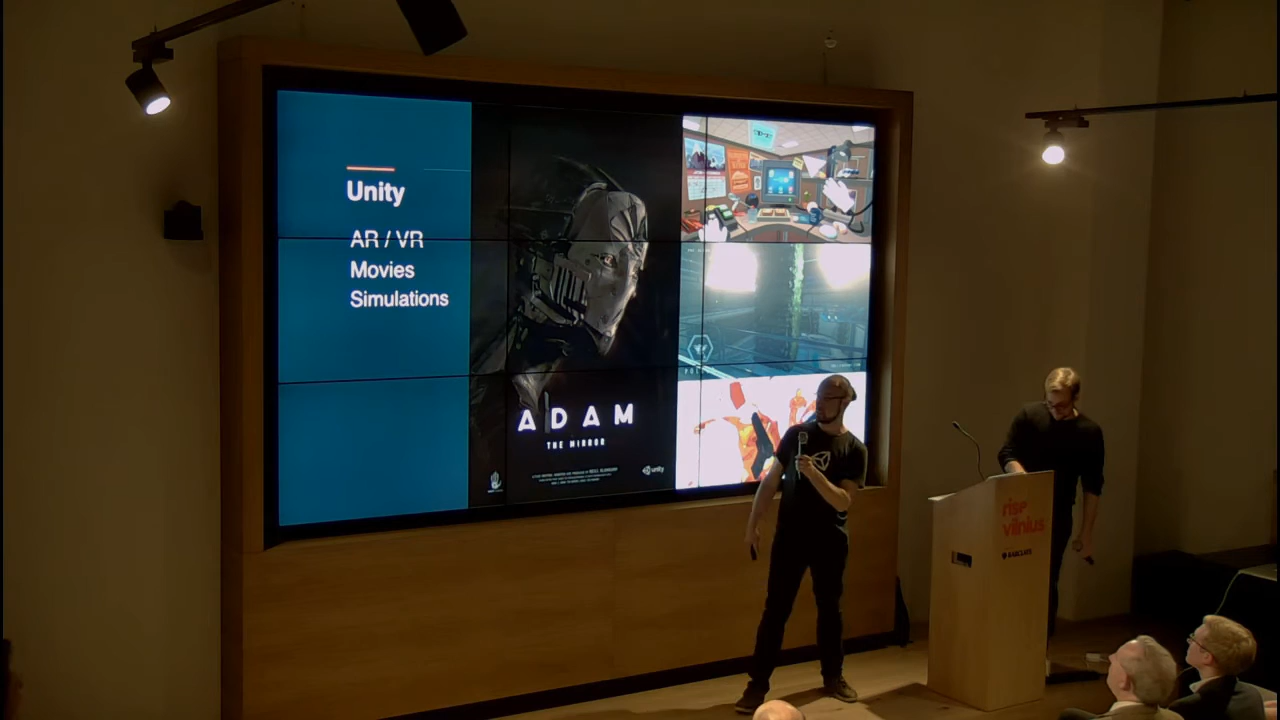 Unity
AR / VR
Movies
Simulations
ADAM
THE MIRROR
unity
rise
vilnius
BARCLAYS